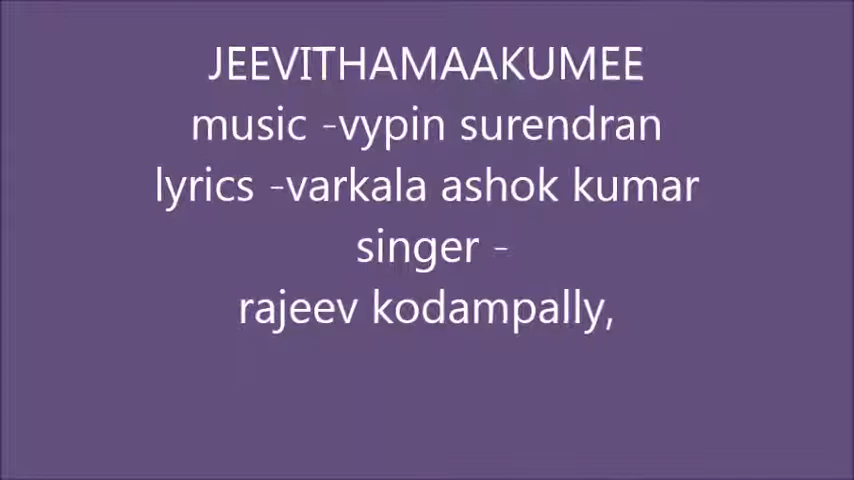 JEEVITHAMAAKUMEE
music -vypin surendran
lyrics -varkala ashok kumar
singer -
rajeev kodampally,